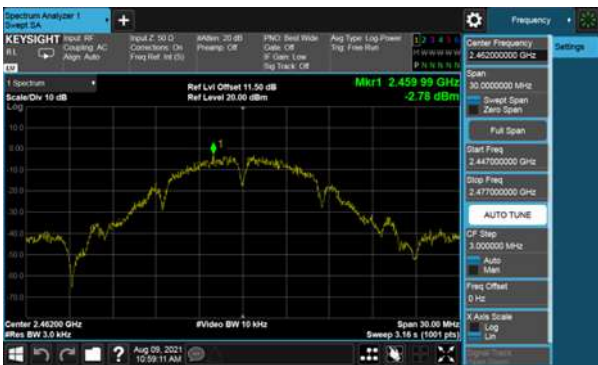 Spectrum Analyzer 1
Swept SA
+
Frequency
KEYSIGHT
Input: RF
Coupling: AC
Align: Auto
Input Z: 50 Ω
Corrections: On
Freq Ref: Int (S)
#Atten: 20 dB
Preamp: Off
PNO: Best Wide
Gate: Off
IF Gain: Low
Sig Track: Off
Avg Type: Log-Power
Trig: Free Run
1 2 3 4 5 6
M W W W W W
P N N N N N
RL
1 Spectrum
Scale/Div 10 dB
Log
Ref Lvl Offset 11.50 dB
Ref Level 20.00 dBm
Mkr1 2.459 99 GHz
-2.78 dBm
10.0
0.00
-10.0
-20.0
-30.0
-40.0
-50.0
-60.0
-70.0
1
Center 2.46200 GHz
#Res BW 3.0 kHz
#Video BW 10 kHz
Span 30.00 MHz
Sweep 3.16 s (1001 pts)
Aug 09, 2021
10:59:11 AM
Settings
Center Frequency
2.462000000 GHz
Span
30.0000000 MHz
Swept Span
Zero Span
Full Span
Start Freq
2.447000000 GHz
Stop Freq
2.477000000 GHz
AUTO TUNE
CF Step
3.000000 MHz
Auto
Man
Freq Offset
0 Hz
X Axis Scale
Log
Lin
Signal Track